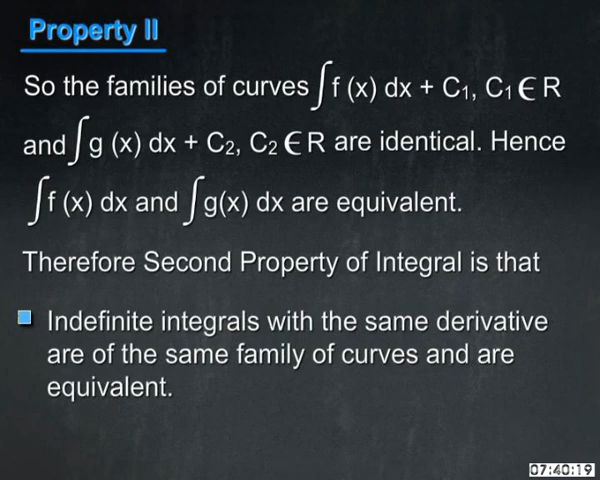 Property II
So the families of curves ∫f (x) dx + C₁, C₁ ∈ R
and ∫g (x) dx + C₂, C₂ ∈ R are identical. Hence
∫f (x) dx and ∫g(x) dx are equivalent.
Therefore Second Property of Integral is that
Indefinite integrals with the same derivative
are of the same family of curves and are
equivalent.
07:40:19